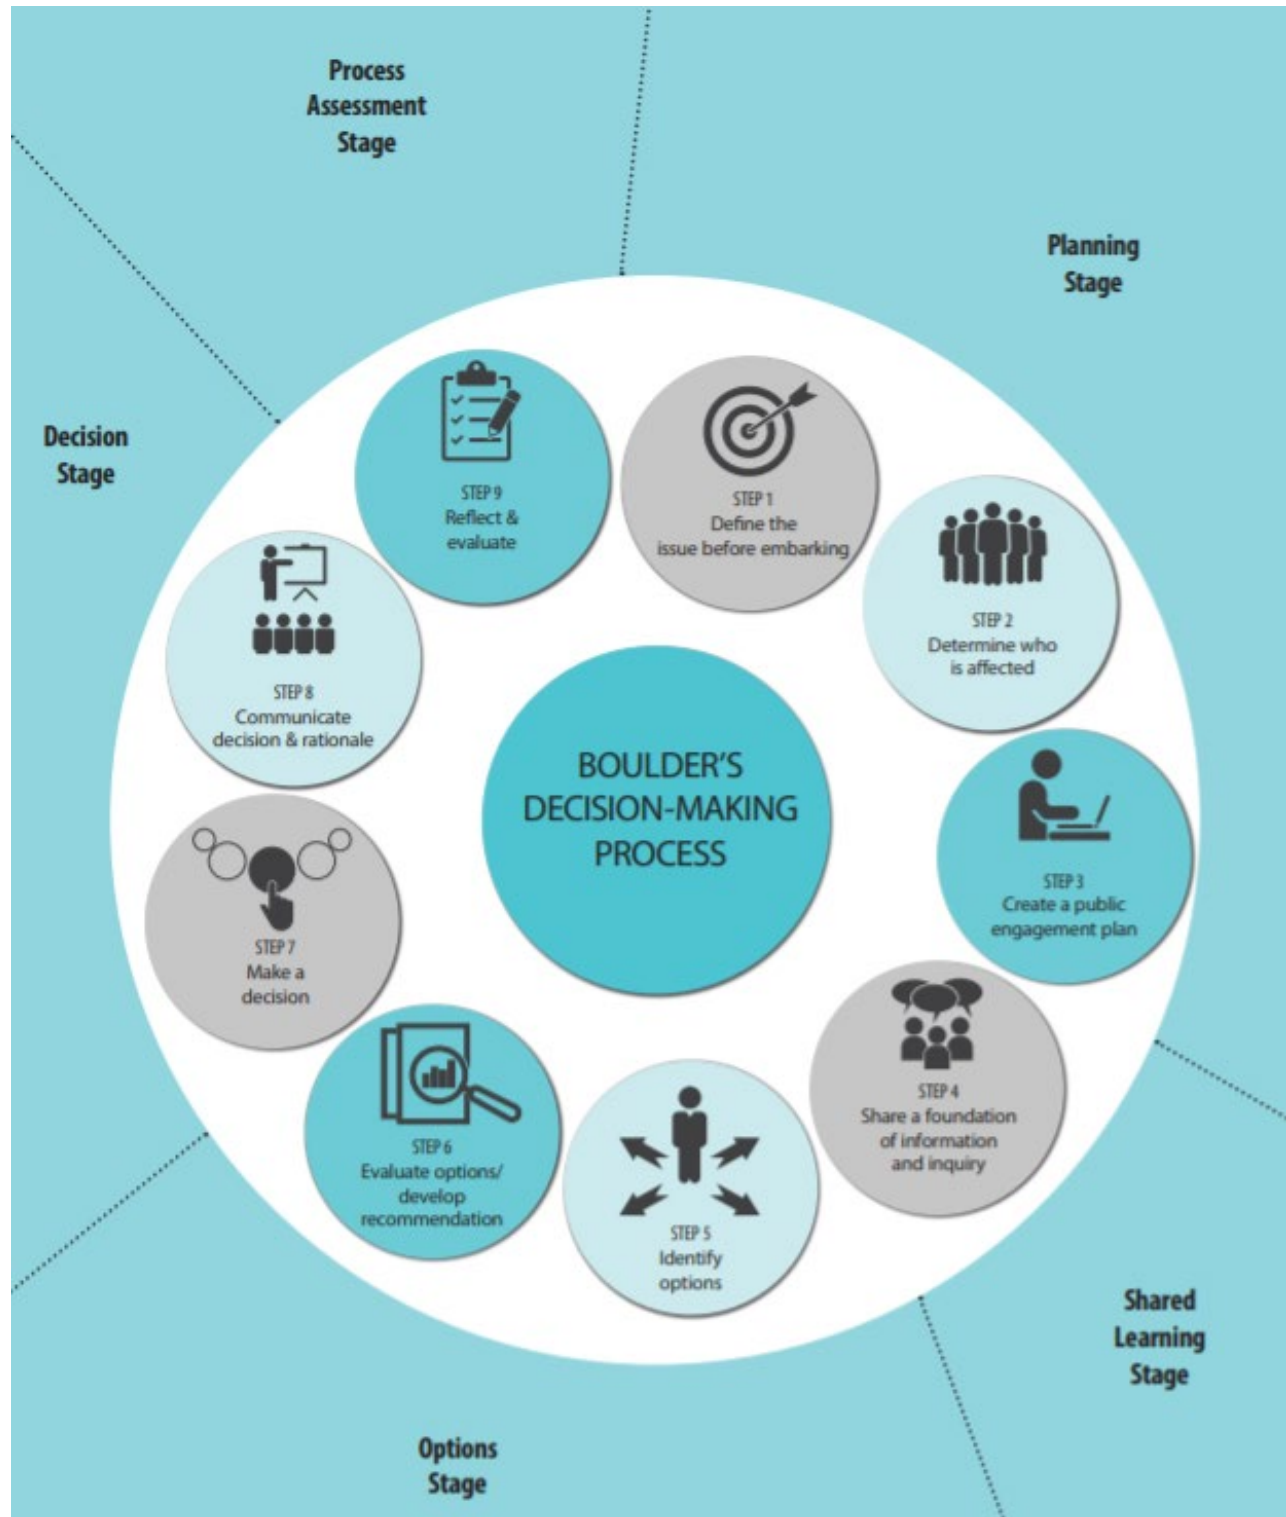 Process
Assessment
Stage
Planning
Stage
Decision
Stage
STEP 9
Reflect &
evaluate
STEP 1
Define the
issue before embarking
STEP 2
Determine who
is affected
STEP 8
Communicate
decision & rationale
BOULDER'S
DECISION-MAKING
PROCESS
STEP 3
Create a public
engagement plan
STEP 7
Make a
decision
STEP 4
Share a foundation
of information
and inquiry
STEP 6
Evaluate options/
develop
recommendation
STEP 5
Identify
options
Shared
Learning
Stage
Options
Stage